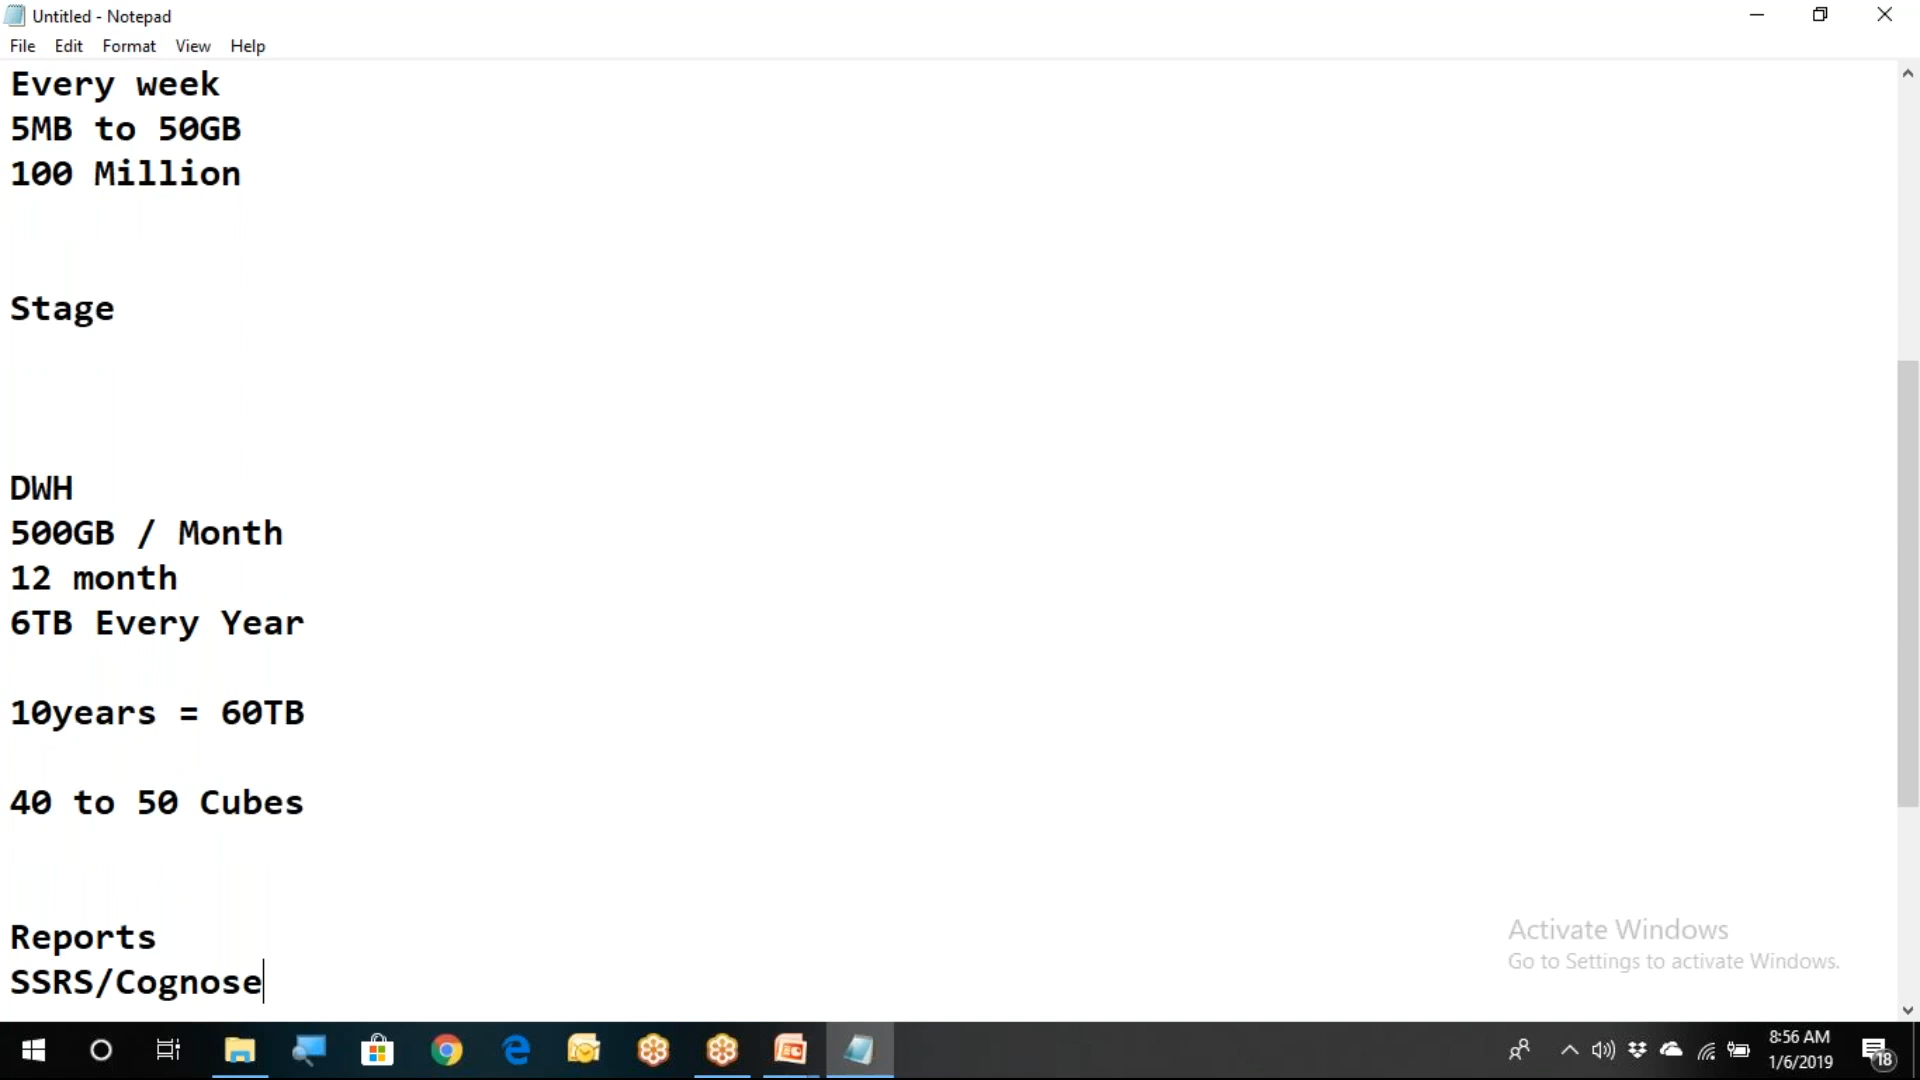 Untitled - Notepad
File Edit Format View Help
Every week
5MB to 50GB
100 Million
Stage
DWH
500GB / Month
12 month
6TB Every Year
10years = 60TB
40 to 50 Cubes
Reports
SSRS/Cognose
Activate Windows
Go to Settings to activate Windows.
8:56 AM
1/6/2019
18